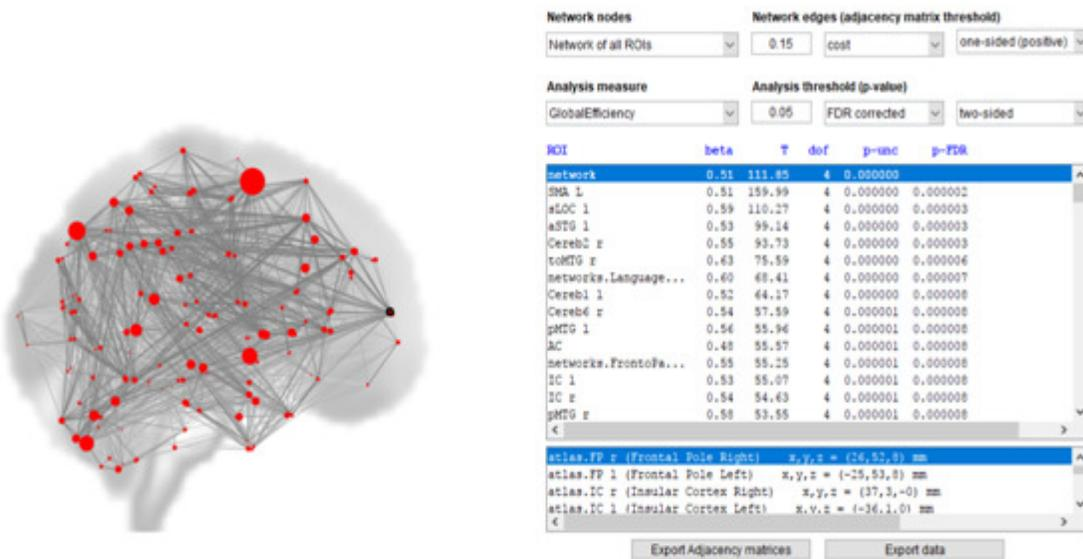 Network nodes
Network edges (adjacency matrix threshold)
Network of all ROIs
0.15
cost
one-sided (positive)
Analysis measure
Analysis threshold (p-value)
GlobalEfficiency
0.05
FDR corrected
two-sided
ROI beta T dof p-unc p-FDR
network 0.51 111.85 4 0.000000
SMA L 0.51 159.99 4 0.000000 0.000002
sLOC l 0.59 110.27 4 0.000000 0.000003
aSTG l 0.53 99.14 4 0.000000 0.000003
Cereb2 r 0.55 93.73 4 0.000000 0.000003
toMTG r 0.63 75.59 4 0.000000 0.000006
networks.Language... 0.60 68.41 4 0.000000 0.000007
Cereb1 l 0.52 64.17 4 0.000000 0.000008
Cereb6 r 0.54 57.59 4 0.000001 0.000008
pMTG l 0.56 55.96 4 0.000001 0.000008
AC 0.48 55.57 4 0.000001 0.000008
networks.FrontoPa... 0.55 55.25 4 0.000001 0.000008
IC l 0.53 55.07 4 0.000001 0.000008
IC r 0.54 54.63 4 0.000001 0.000008
pMTG r 0.58 53.55 4 0.000001 0.000008
atlas.FP r (Frontal Pole Right) x,y,z = (26,52,8) mm
atlas.FP l (Frontal Pole Left) x,y,z = (-25,53,8) mm
atlas.IC r (Insular Cortex Right) x,y,z = (37,3,-0) mm
atlas.IC l (Insular Cortex Left) x,y,z = (-36,1,0) mm
Export Adjacency matrices
Export data